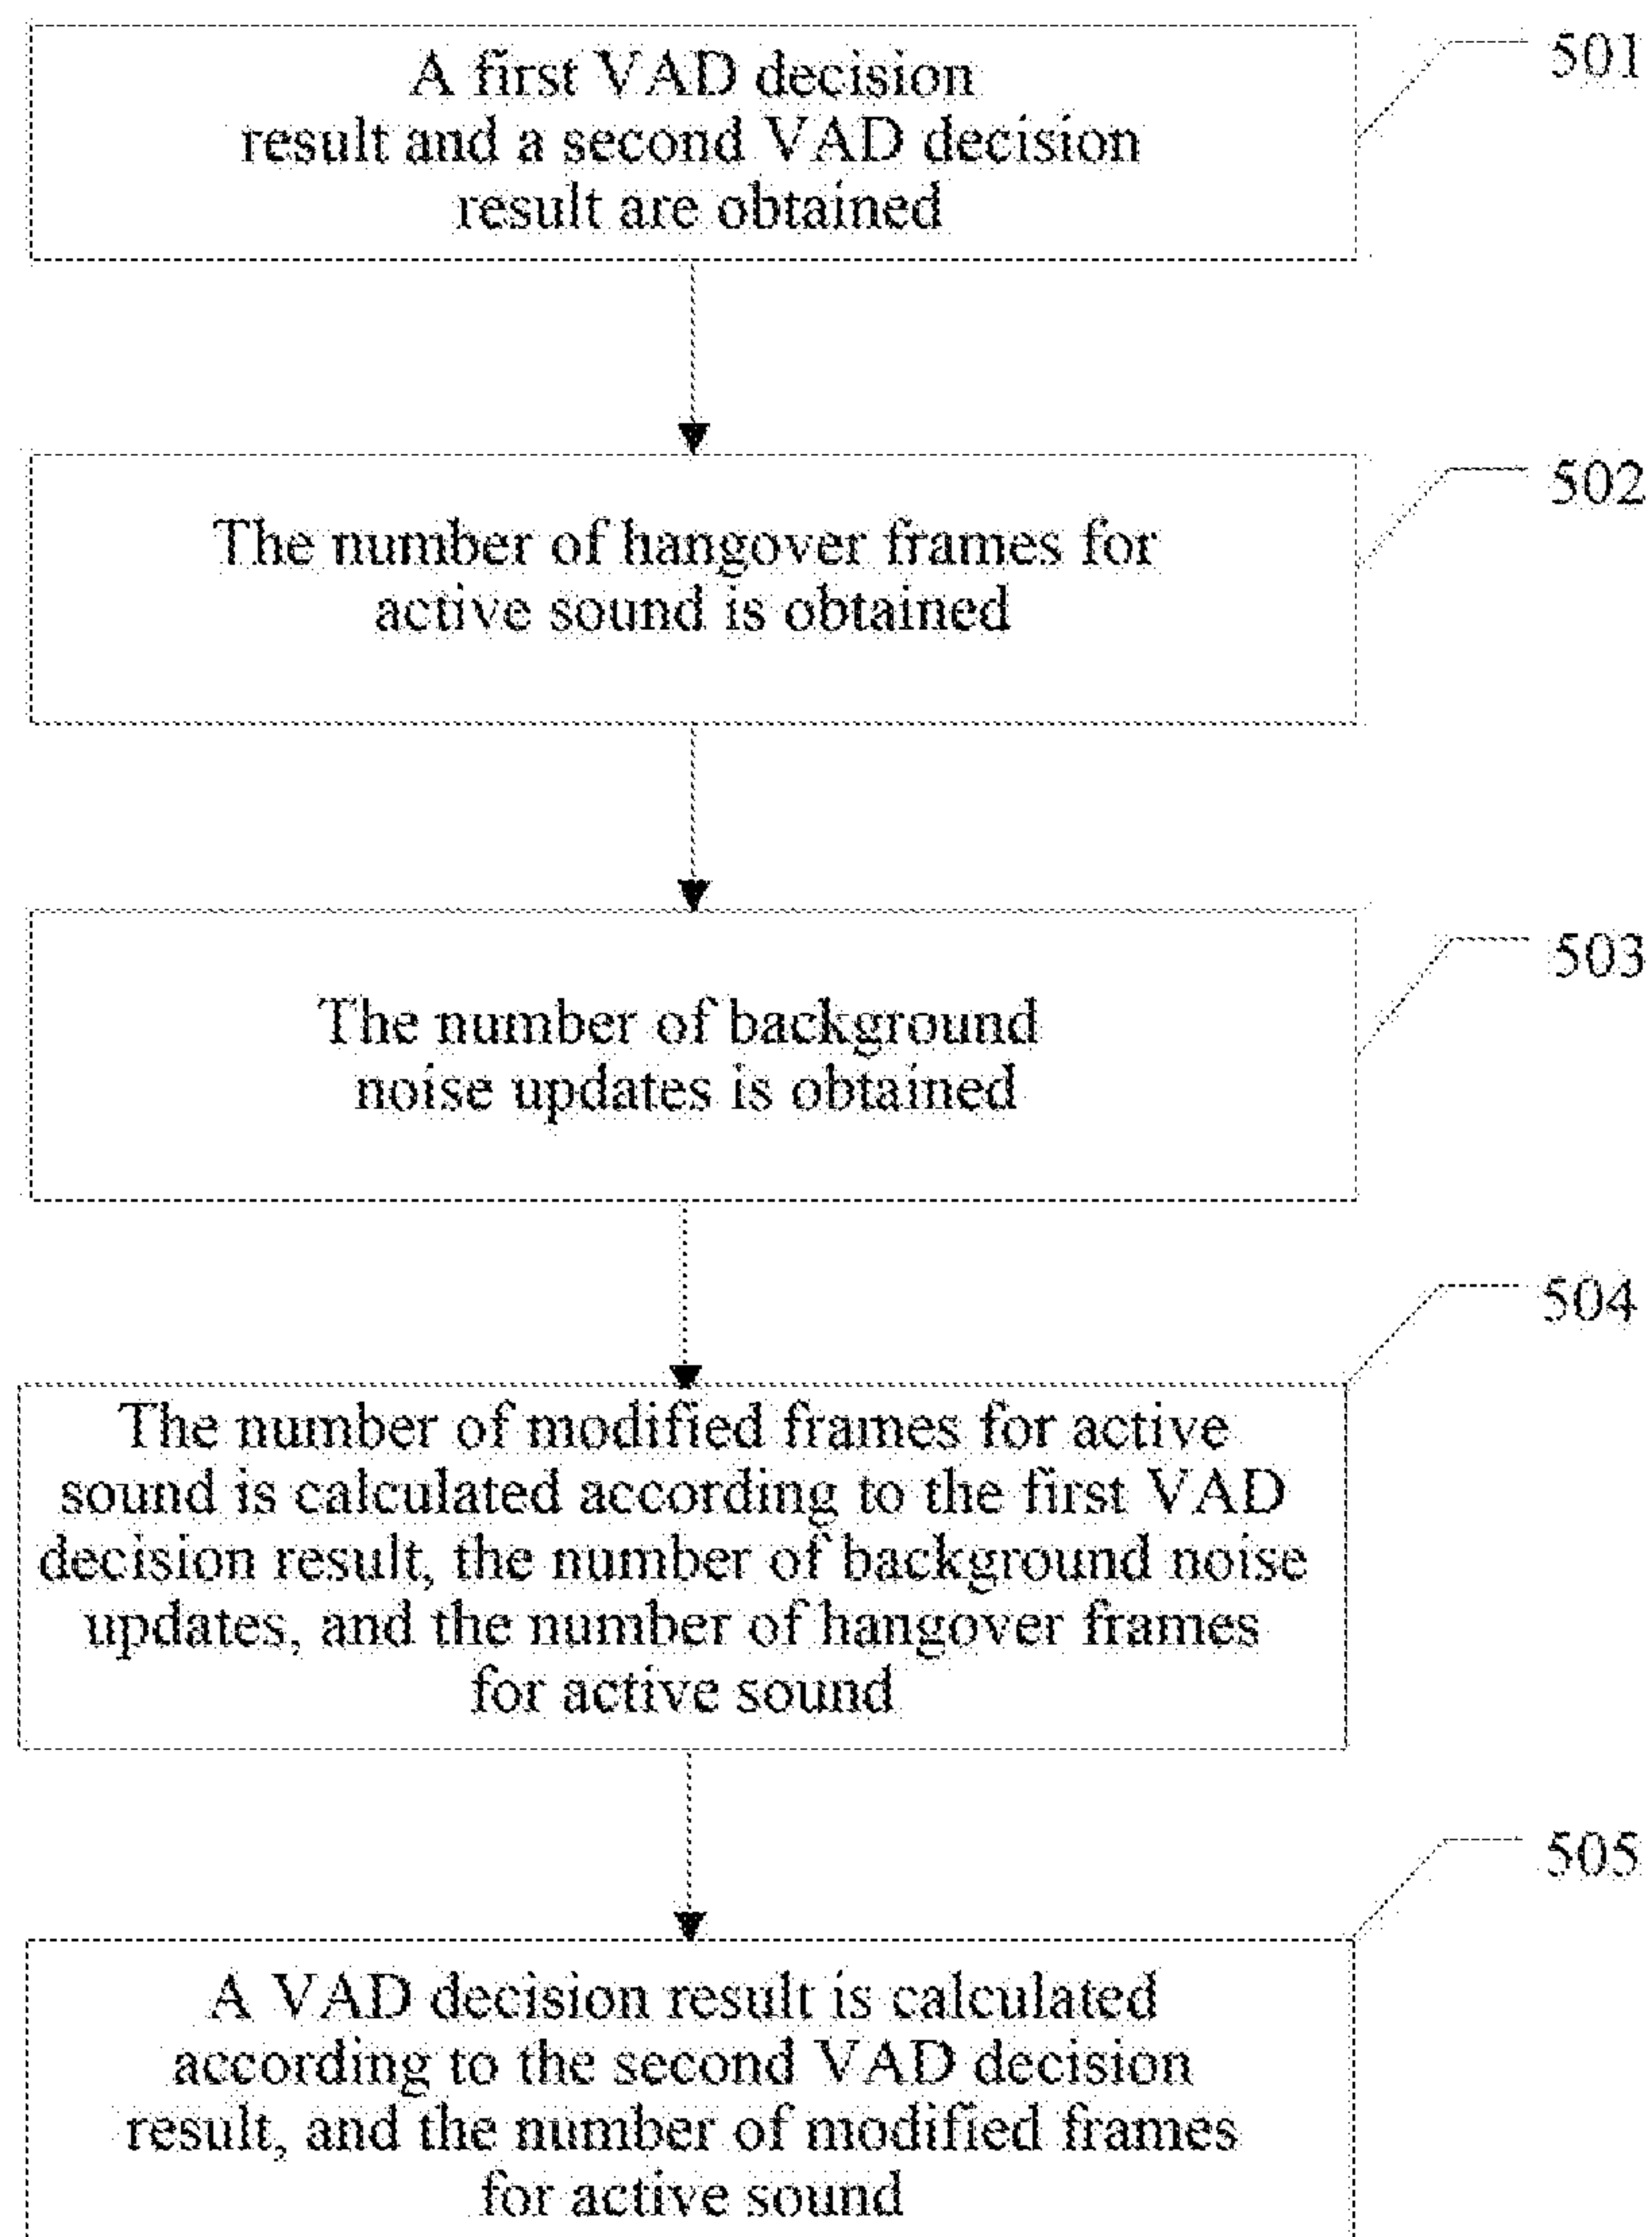 A first VAD decision
result and a second VAD decision
result are obtained
501
The number of hangover frames for
active sound is obtained
502
The number of background
noise updates is obtained
503
The number of modified frames for active
sound is calculated according to the first VAD
decision result, the number of background noise
updates, and the number of hangover frames
for active sound
504
A VAD decision result is calculated
according to the second VAD decision
result, and the number of modified frames
for active sound
505